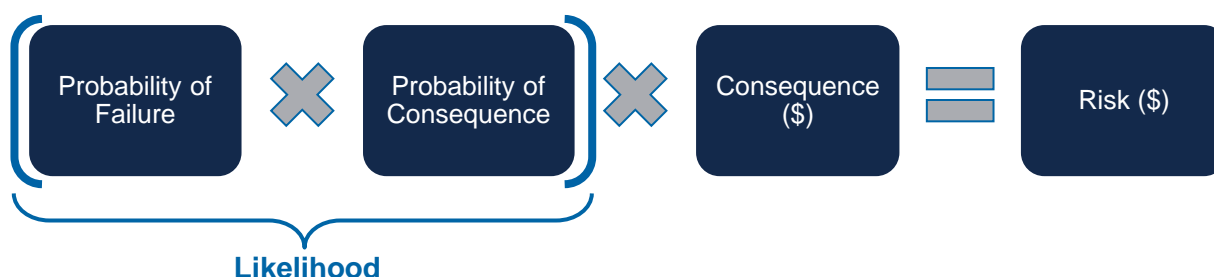 Probability of
Failure
Probability of
Consequence
Consequence
($)
Risk ($)
Likelihood